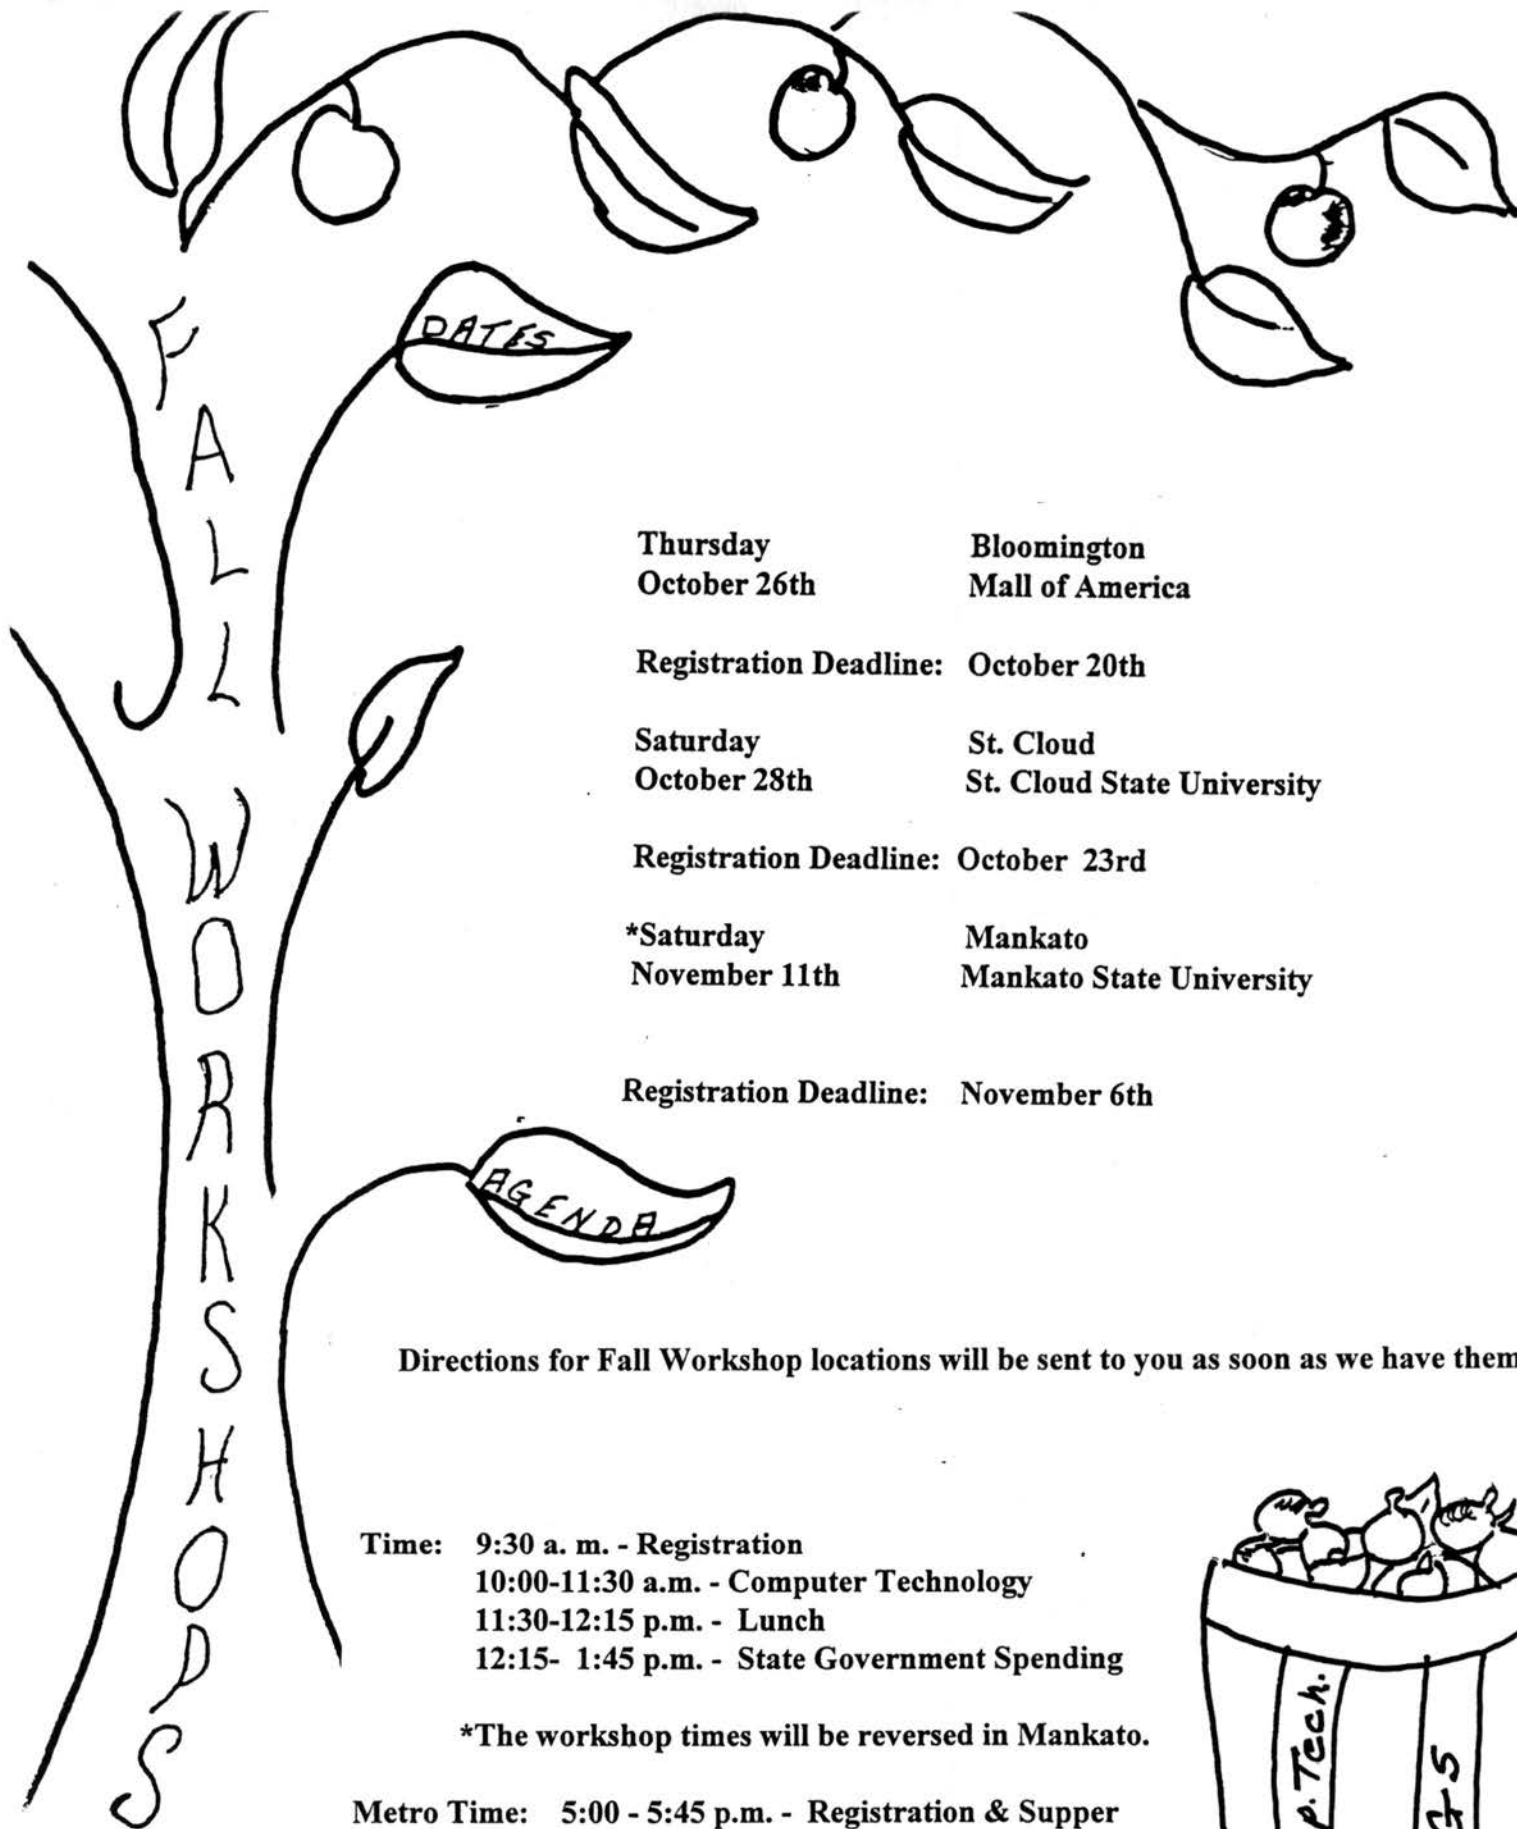 FALL WORKSHOPS
DATES
Thursday Bloomington
October 26th Mall of America
Registration Deadline: October 20th
Saturday St. Cloud
October 28th St. Cloud State University
Registration Deadline: October 23rd
*Saturday Mankato
November 11th Mankato State University
Registration Deadline: November 6th
AGENDA
Directions for Fall Workshop locations will be sent to you as soon as we have them
Time: 9:30 a. m. - Registration
10:00-11:30 a.m. - Computer Technology
11:30-12:15 p.m. - Lunch
12:15- 1:45 p.m. - State Government Spending
*The workshop times will be reversed in Mankato.
Metro Time: 5:00 - 5:45 p.m. - Registration & Supper
p. Tech.